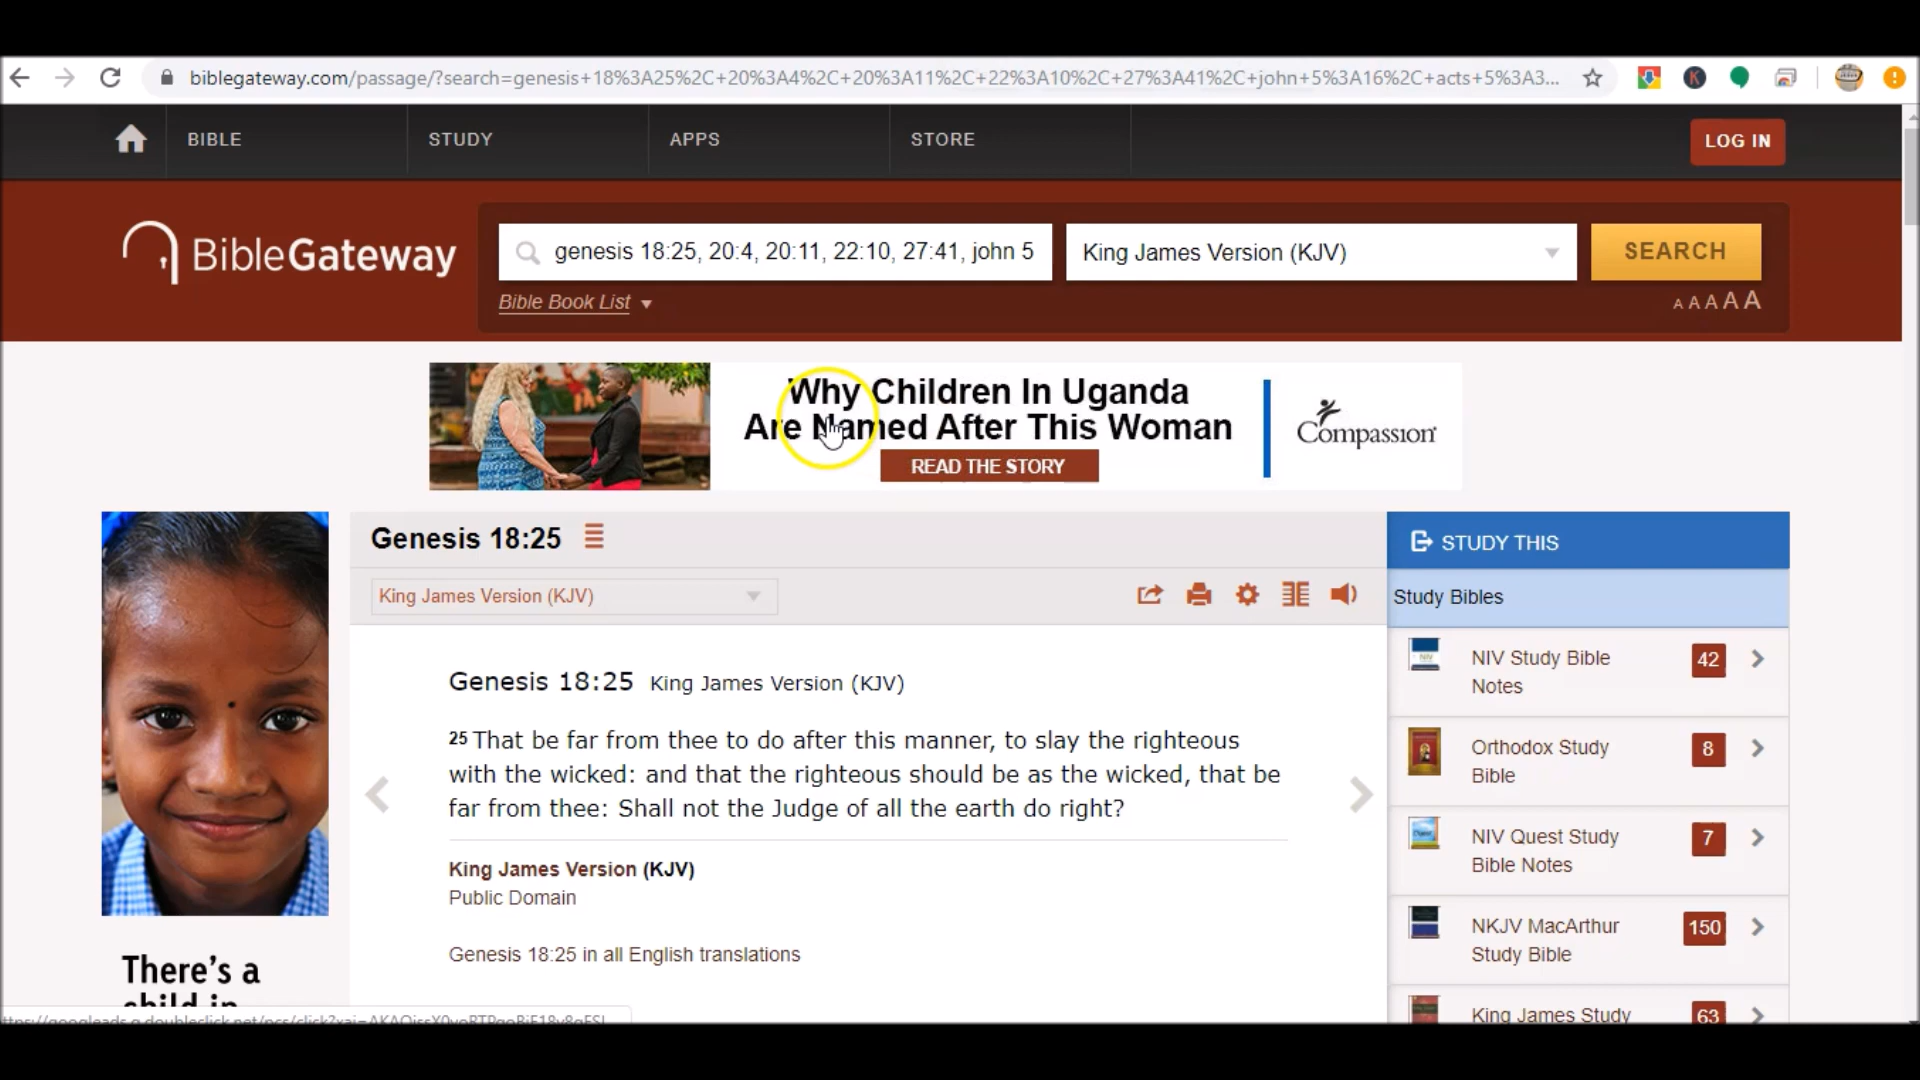 biblegateway.com/passage/?search=genesis+18%3A25%2C+20%3A4%2C+20%3A11%2C+22%3A10%2C+27%3A41%2C+john+5%3A16%2C+acts+5%3A3...
BIBLE STUDY APPS STORE LOG IN
BibleGateway
genesis 18:25, 20:4, 20:11, 22:10, 27:41, john 5
King James Version (KJV)
SEARCH
Bible Book List
A A A A A
Why Children In Uganda
Are Named After This Woman
READ THE STORY
Compassion
Genesis 18:25
King James Version (KJV)
Genesis 18:25 King James Version (KJV)
25 That be far from thee to do after this manner, to slay the righteous
with the wicked: and that the righteous should be as the wicked, that be
far from thee: Shall not the Judge of all the earth do right?
King James Version (KJV)
Public Domain
Genesis 18:25 in all English translations
STUDY THIS
Study Bibles
NIV Study Bible
Notes
42
Orthodox Study
Bible
8
NIV Quest Study
Bible Notes
7
NKJV MacArthur
Study Bible
150
King James Study
63
There's a
child in